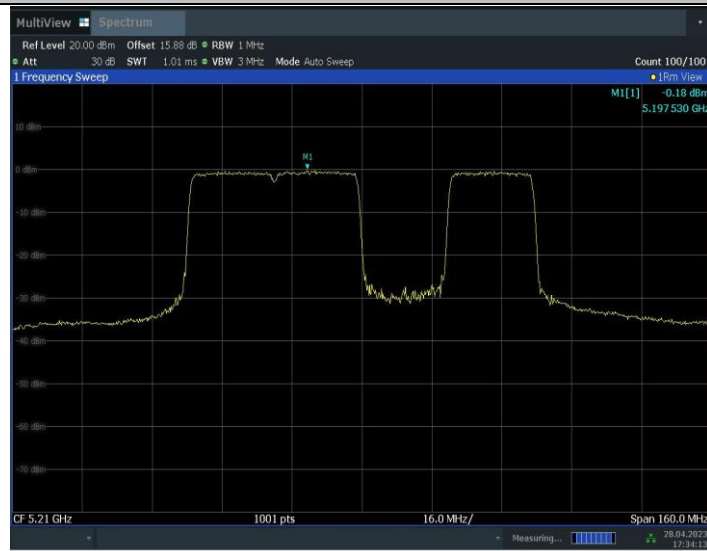 MultiView Spectrum
Ref Level 20.00 dBm Offset 15.88 dB RBW 1 MHz
Att 30 dB SWT 1.01 ms VBW 3 MHz Mode Auto Sweep Count 100/100
1 Frequency Sweep 1Rm View
M1[1] -0.18 dBm
5.197 530 GHz
10 dBm
M1
0 dBm
-10 dBm
-20 dBm
-30 dBm
-40 dBm
-50 dBm
-60 dBm
-70 dBm
CF 5.21 GHz 1001 pts 16.0 MHz/ Span 160.0 MHz
Measuring... 28.04.2023
17:34:13